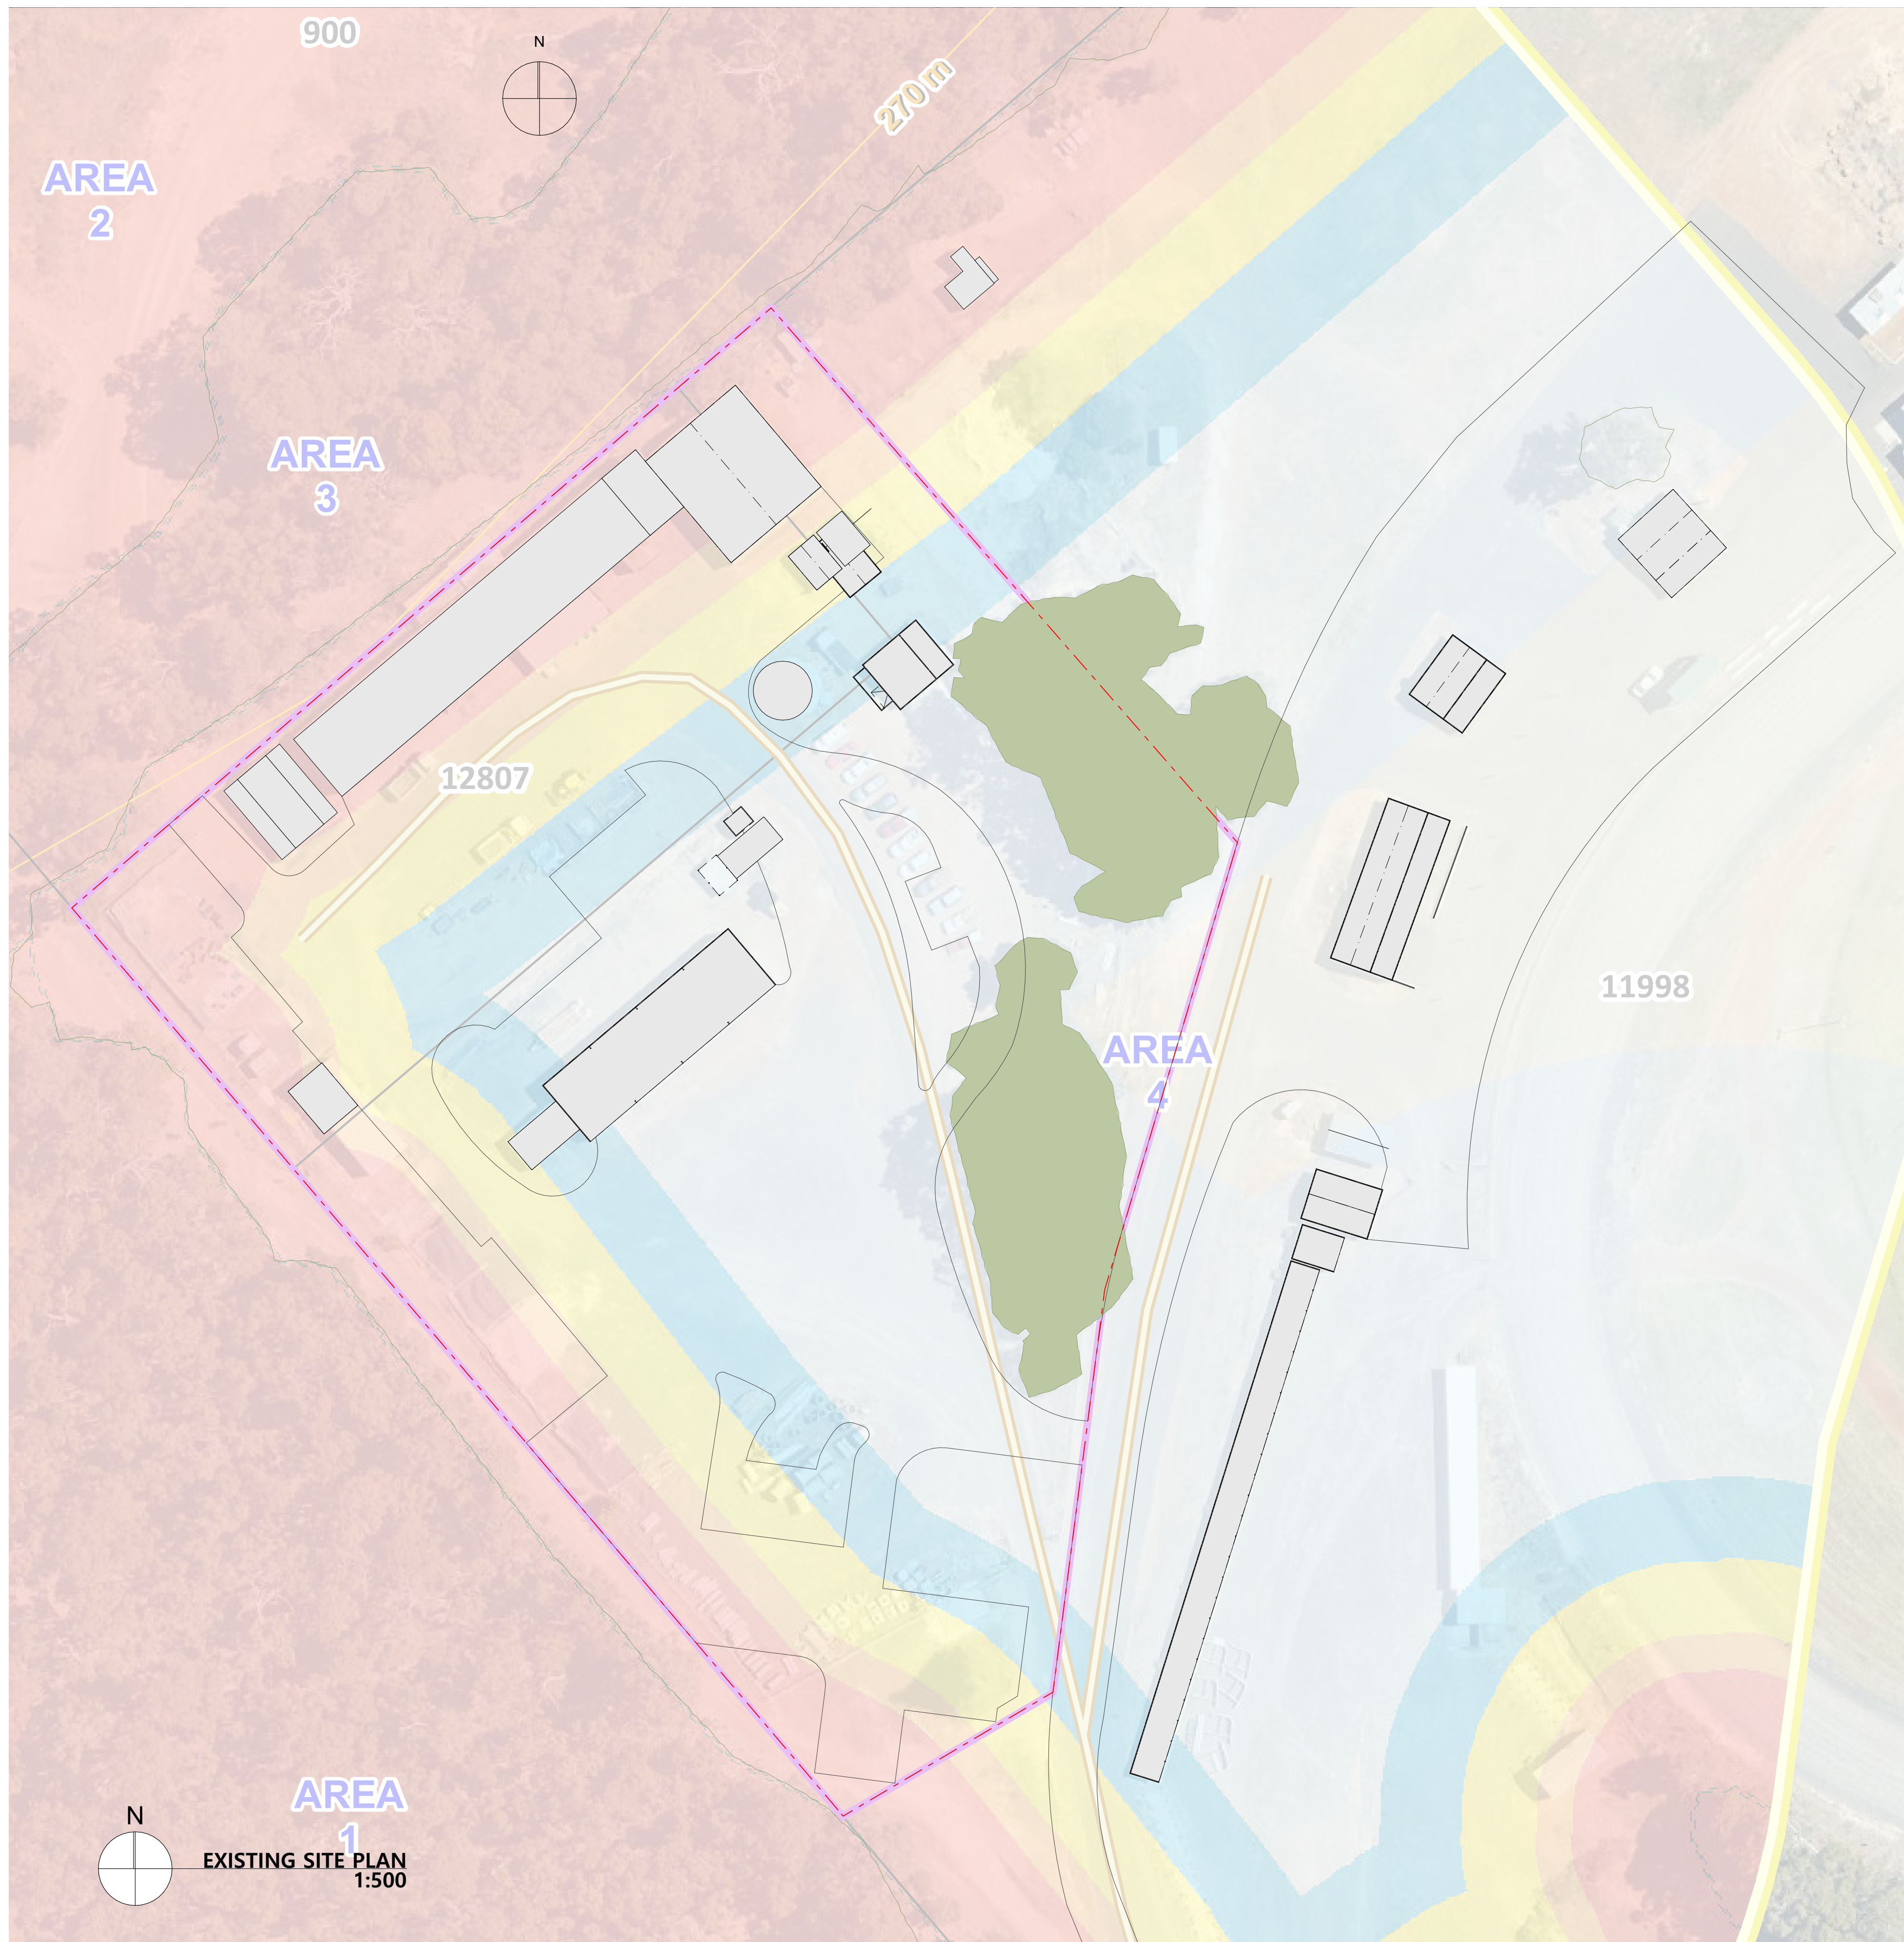 900
N
270 m
AREA
2
AREA
3
12807
11998
AREA
4
AREA
1
N
EXISTING SITE PLAN
1:500